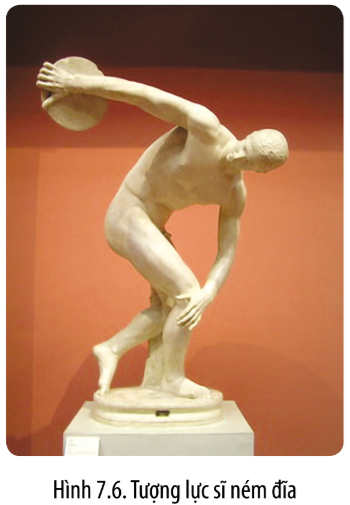 Hình 7.6. Tượng lực sĩ ném đĩa